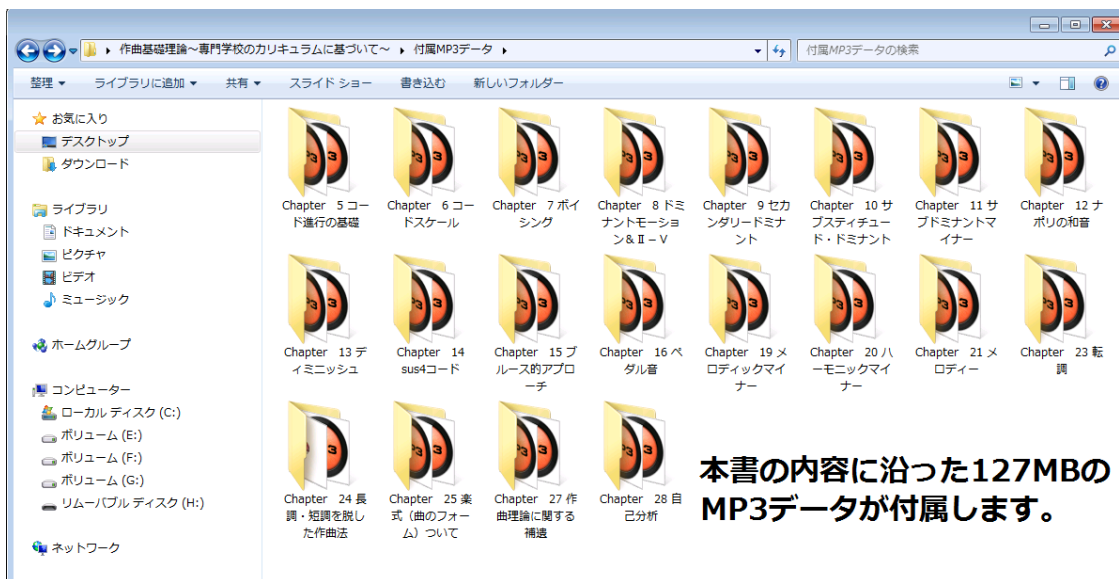 作曲基礎理論～専門学校のカリキュラムに基づいて～ 付属MP3データ
付属MP3データの検索
整理 ライブラリに追加 共有 スライド ショー 書き込む 新しいフォルダー
お気に入り
デスクトップ
ダウンロード
ライブラリ
ドキュメント
ピクチャ
ビデオ
ミュージック
ホームグループ
コンピューター
ローカル ディスク (C:)
ボリューム (E:)
ボリューム (F:)
ボリューム (G:)
リムーバブル ディスク (H:)
ネットワーク
Chapter 5 コー
ド進行の基礎
Chapter 6 コー
ドスケール
Chapter 7 ボイ
シング
Chapter 8 ドミ
ナントモーショ
ン＆Ⅱ－Ⅴ
Chapter 9 セカ
ンダリードミナ
ント
Chapter 10 サ
ブスティチュー
ド・ドミナント
Chapter 11 サ
ブドミナントマ
イナー
Chapter 12 ナ
ポリの和音
Chapter 13 デ
ィミニッシュ
Chapter 14
sus4コード
Chapter 15 ブ
ルース的アプロ
ーチ
Chapter 16 ペ
ダル音
Chapter 19 メ
ロディックマイ
ナー
Chapter 20 ハ
ーモニックマイ
ナー
Chapter 21 メ
ロディー
Chapter 23 転
調
Chapter 24 長
調・短調を脱し
た作曲法
Chapter 25 楽
式（曲のフォー
ム）ついて
Chapter 27 作
曲理論に関する
補遺
Chapter 28 自
己分析
本書の内容に沿った127MBの
MP3データが付属します。